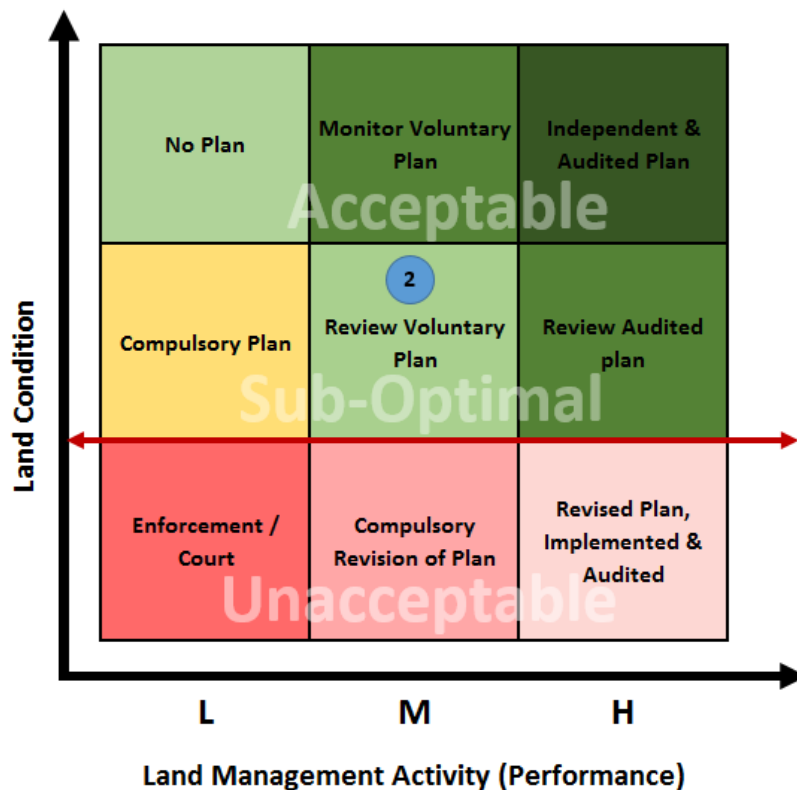 No Plan
Monitor Voluntary
Plan
Independent &
Audited Plan
Acceptable
2
Compulsory Plan
Review Voluntary
Plan
Review Audited
plan
Sub-Optimal
Enforcement /
Court
Compulsory
Revision of Plan
Revised Plan,
Implemented &
Audited
Unacceptable
Land Condition
L
M
H
Land Management Activity (Performance)